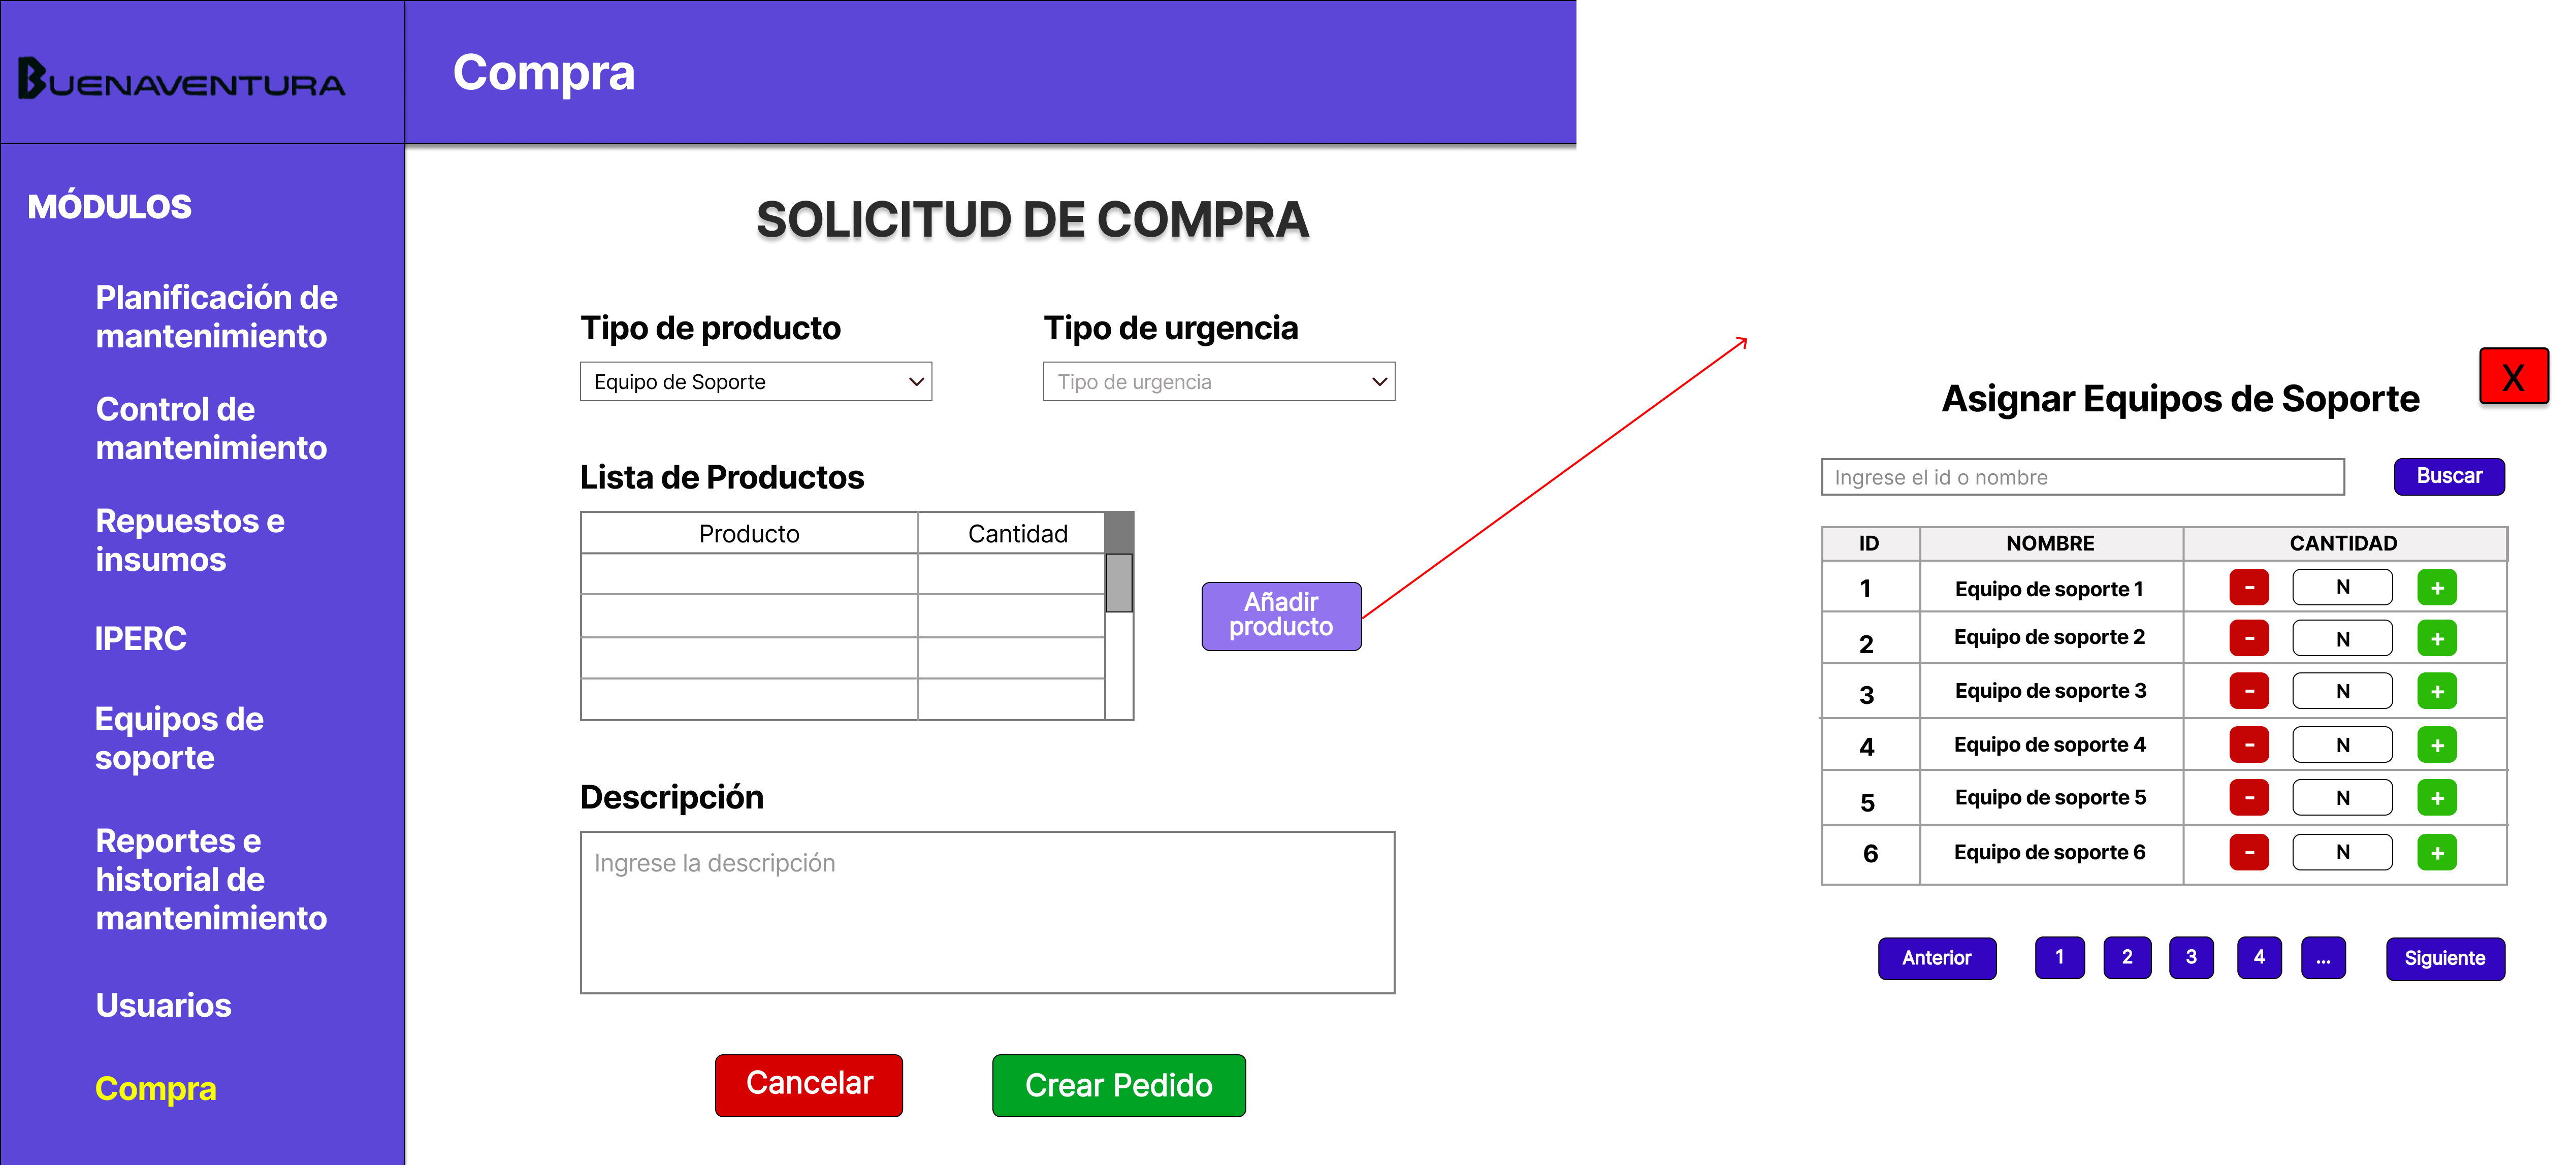 BUENAVENTURA
Compra
MÓDULOS
Planificación de
mantenimiento
Control de
mantenimiento
Repuestos e
insumos
IPERC
Equipos de
soporte
Reportes e
historial de
mantenimiento
Usuarios
Compra
SOLICITUD DE COMPRA
Tipo de producto
Equipo de Soporte
Tipo de urgencia
Tipo de urgencia
Lista de Productos
Producto Cantidad
Añadir
producto
Descripción
Ingrese la descripción
Cancelar
Crear Pedido
X
Asignar Equipos de Soporte
Ingrese el id o nombre
Buscar
ID NOMBRE CANTIDAD
1 Equipo de soporte 1 - N +
2 Equipo de soporte 2 - N +
3 Equipo de soporte 3 - N +
4 Equipo de soporte 4 - N +
5 Equipo de soporte 5 - N +
6 Equipo de soporte 6 - N +
Anterior 1 2 3 4 ... Siguiente